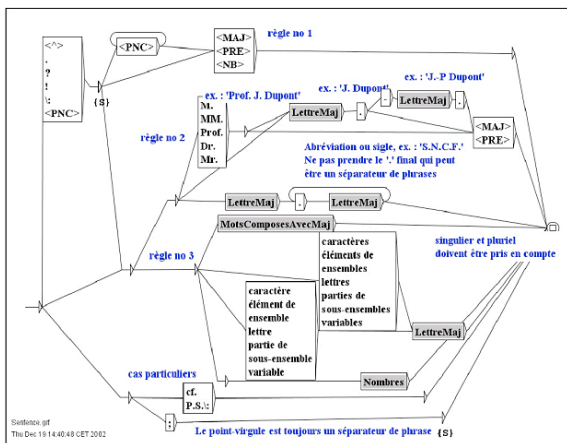 <^>
.
?
!
\:
<PNC>
{S}
<PNC>
<MAJ>
<PRE>
<NB>
règle no 1
ex. : 'Prof. J. Dupont'
M.
MM.
Prof.
Dr.
Mr.
règle no 2
ex. : 'J. Dupont'
ex. : 'J.-P Dupont'
LettreMaj
.
-
LettreMaj
.
<MAJ>
<PRE>
Abréviation ou sigle, ex. : 'S.N.C.F.'
Ne pas prendre le '.' final qui peut
être un séparateur de phrases
LettreMaj
.
LettreMaj
MotsComposesAvecMaj
règle no 3
caractères
éléments de
ensembles
lettres
parties de
sous-ensembles
variables
singulier et pluriel
doivent être pris en compte
caractère
élément de
ensemble
lettre
partie de
sous-ensemble
variable
LettreMaj
Nombres
cas particuliers
cf.
P.S.\:
;
Le point-virgule est toujours un séparateur de phrase
{S}
Sentence.gif
Thu Dec 19 14:40:48 CET 2002